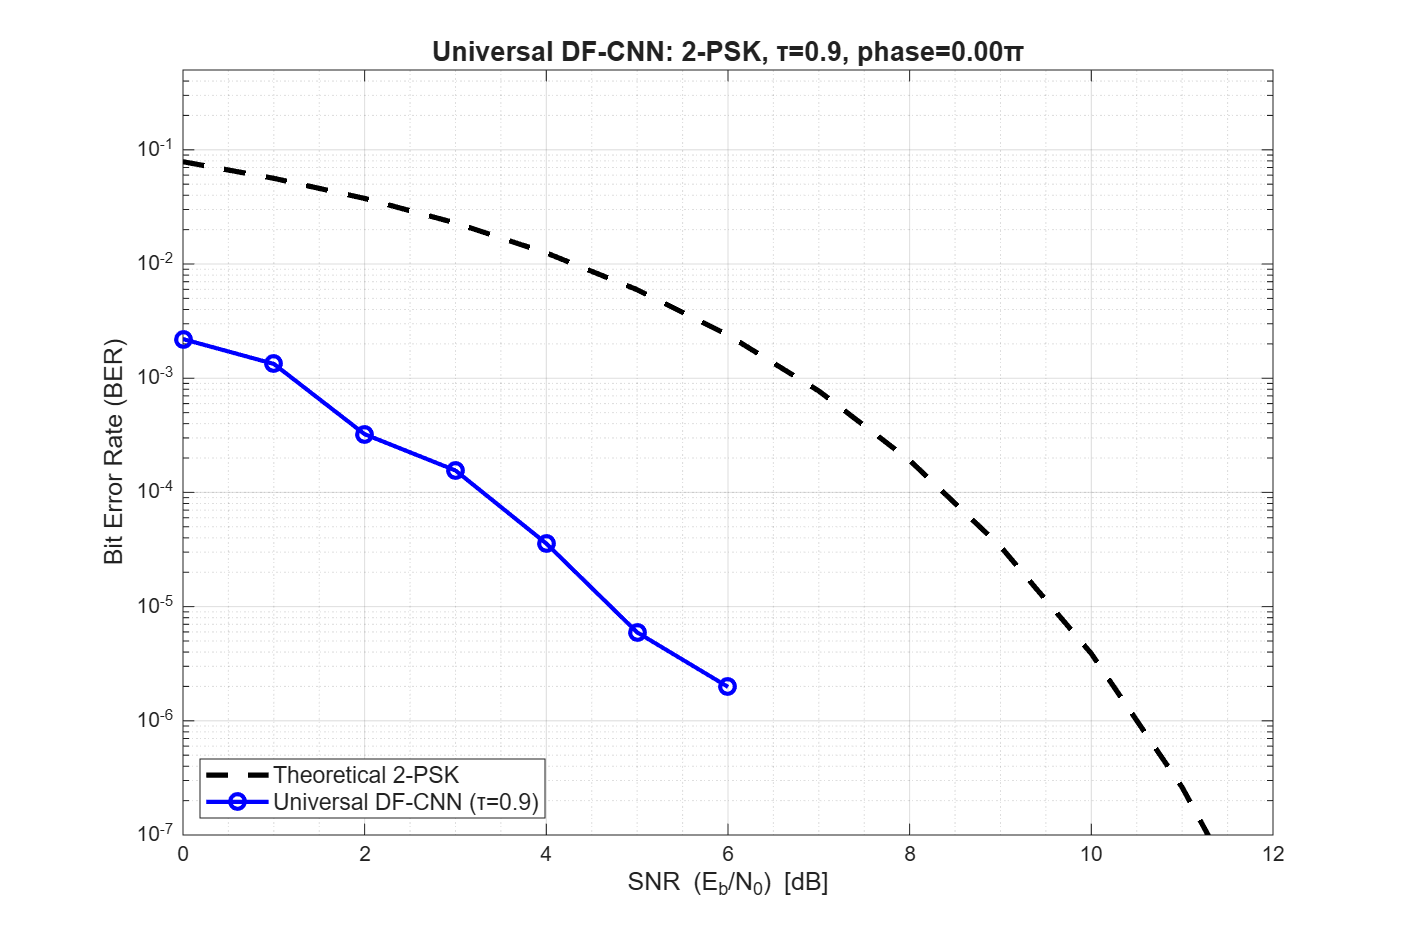 Universal DF-CNN: 2-PSK, τ=0.9, phase=0.00π
Bit Error Rate (BER)
10-1
10-2
10-3
10-4
10-5
10-6
10-7
Theoretical 2-PSK
Universal DF-CNN (τ=0.9)
0 2 4 6 8 10 12
SNR (Eb/N0) [dB]